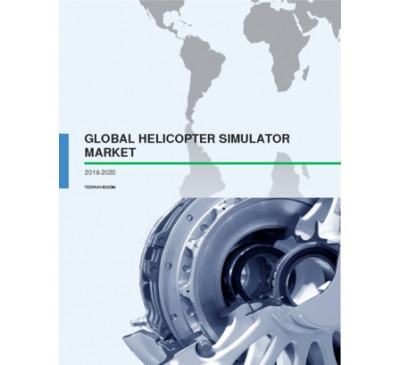 GLOBAL HELICOPTER SIMULATOR
MARKET
2016-2020